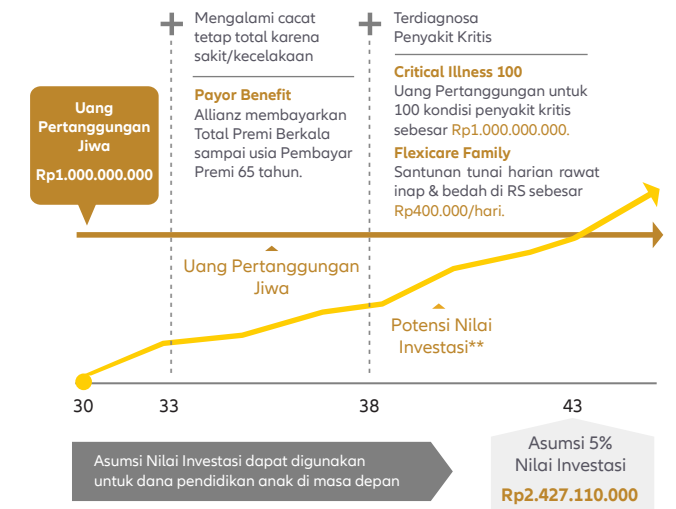 Mengalami cacat
tetap total karena
sakit/kecelakaan
Payor Benefit
Allianz membayarkan
Total Premi Berkala
sampai usia Pembayar
Premi 65 tahun.
Terdiagnosa
Penyakit Kritis
Critical Illness 100
Uang Pertanggungan untuk
100 kondisi penyakit kritis
sebesar Rp1.000.000.000.
Flexicare Family
Santunan tunai harian rawat
inap & bedah di RS sebesar
Rp400.000/hari.
Uang
Pertanggungan
Jiwa
Rp1.000.000.000
Uang Pertanggungan
Jiwa
Potensi Nilai
Investasi**
30 33 38 43
Asumsi Nilai Investasi dapat digunakan
untuk dana pendidikan anak di masa depan
Asumsi 5%
Nilai Investasi
Rp2.427.110.000